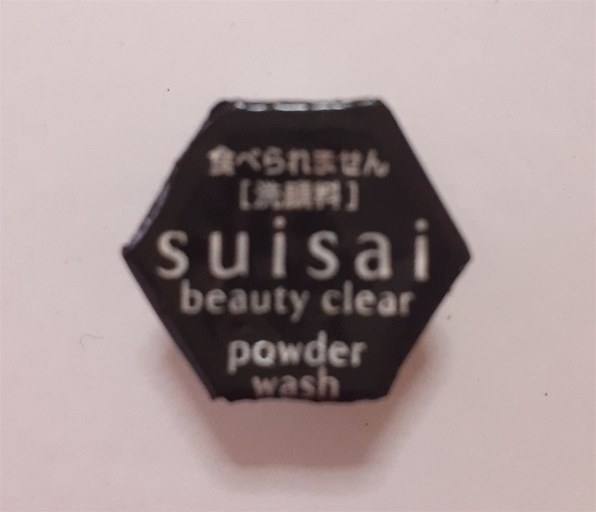 食べられません
[洗顔料]
suisai
beauty clear
powder
wash